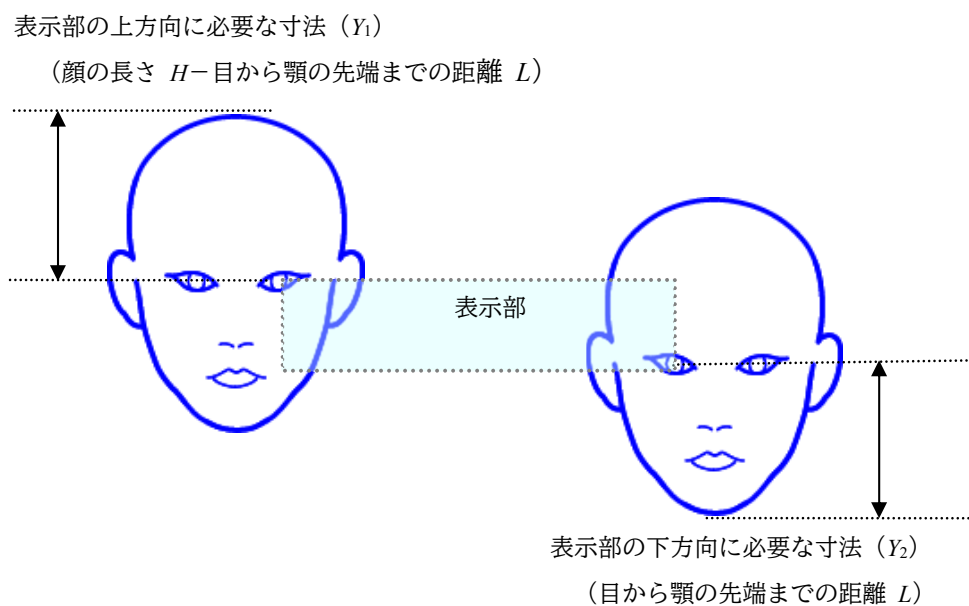 表示部の上方向に必要な寸法（Y1）
（顔の長さ H－目から顎の先端までの距離 L）
表示部
表示部の下方向に必要な寸法（Y2）
（目から顎の先端までの距離 L）